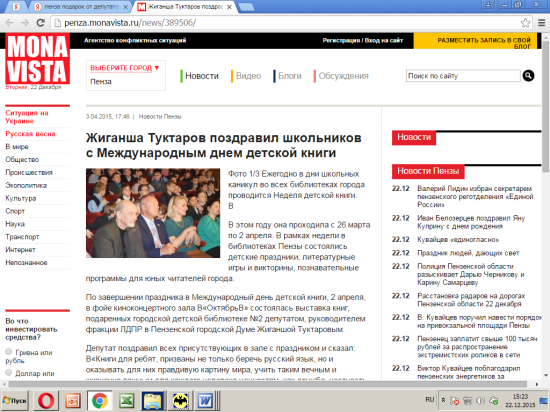 пенза подарок от депутато
Жиганша Туктаров поздрав
penza.monavista.ru/news/389506/
MONA
VISTA
Вторник, 22 Декабря
Агентство конфликтных ситуаций
Регистрация / Вход на сайт
РАЗМЕСТИТЬ ЗАПИСЬ В СВОЙ
БЛОГ
ВЫБЕРИТЕ ГОРОД ▼
Пенза
Новости
Видео
Блоги
Обсуждения
Поиск по сайту
Ситуация на
Украине
Русская весна
В мире
Общество
Происшествия
Экополитика
Культура
Спорт
Наука
Транспорт
Интернет
Непознанное
Во что
инвестировать
средства?
Гривна или
рубль
Доллар или
3.04.2015, 17:46 | Новости Пензы
Жиганша Туктаров поздравил школьников
с Международным днем детской книги
Фото 1/3 Ежегодно в дни школьных
каникул во всех библиотеках города
проводится Неделя детской книги.
В
В этом году она проходила с 26 марта
по 2 апреля. В рамках недели в
библиотеках Пензы состоялись
детские праздники, литературные
игры и викторины, познавательные
программы для юных читателей города.
По завершении праздника в Международный день детской книги, 2 апреля,
в фойе киноконцертного зала В«ОктябрьВ» состоялась выставка книг,
подаренных городской детской библиотеке №2 депутатом, руководителем
фракции ЛДПР в Пензенской городской Думе Жиганшой Туктаровым.
Депутат поздравил всех присутствующих в зале с праздником и сказал:
В«Книги для ребят, призваны не только беречь русский язык, но и
оказывать для них правдивую картину мира, учить таким вечным и
Новости
Новости Пензы
22.12 Валерий Лидин избран секретарем
пензенского реготделения «Единой
России»
22.12 Иван Белозерцев поздравил Яну
Куприну с днем рождения
22.12 Кувайцев «единогласно»
22.12 Праздник людей, дающих свет
22.12 Полиция Пензенской области
разыскивает Дарью Черникову и
Карину Самарцеву
22.12 Расстановка радаров на дорогах
Пензенской области 22 декабря
22.12 В. Кувайцев поручил навести порядок
на привокзальной площади Пензы
22.12 Пензенец заплатит свыше 100 тысяч
рублей за распространение
экстремистских роликов в сети
22.12 Виктор Кувайцев поблагодарил
пензенских энергетиков за
Пуск
RU
15:23
22.12.2015